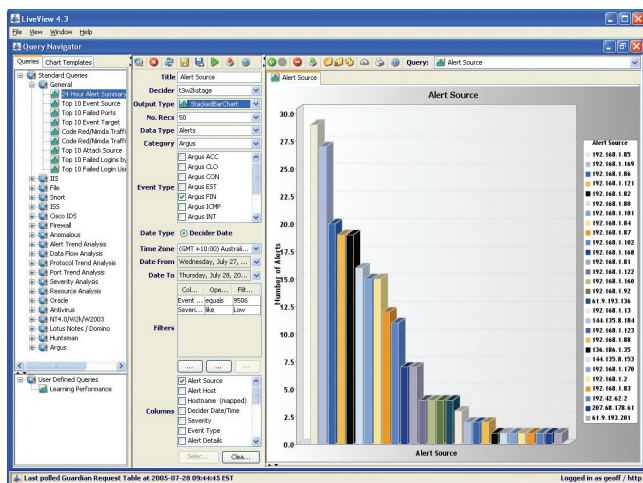 LiveView 4.3
File View Window Help
Query Navigator
Queries Chart Templates
Standard Queries
General
24 Hour Alert Summary
Top 10 Event Source
Top 10 Failed Ports
Top 10 Event Target
Code Red/Nimda Traffi
Code Red/Nimda Traffi
Top 10 Attack Source
Top 10 Failed Logins by
Top 10 Failed Login Use
IIS
File
Snort
ISS
Cisco IDS
Firewall
Anomalous
Alert Trend Analysis
Data Flow Analysis
Protocol Trend Analysis
Port Trend Analysis
Severity Analysis
Resource Analysis
Oracle
Antivirus
NT4.0/W2k/W2003
Lotus Notes / Domino
Huntsman
Argus
User Defined Queries
Learning Performance
Title Alert Source
Decider t3w2kstage
Output Type StackedBarChart
No. Recs 50
Data Type Alerts
Category Argus
Event Type
Argus ACC
Argus CLO
Argus CON
Argus EST
Argus FIN
Argus ICMP
Argus INT
Date Type Decider Date
Time Zone (GMT +10:00) Australi...
Date From Wednesday, July 27, ...
Date To Thursday, July 28, 20...
Filters
Col... Ope... Filt...
Event ... equals 9506
Severi... like Low
... ... ...
Columns
Alert Source
Alert Host
Hostname (mapped)
Decider Date/Time
Severity
Event Type
Alert Details
Selec... Clea...
Query: Alert Source
Alert Source
Alert Source
Number of Alerts
30.0
27.5
25.0
22.5
20.0
17.5
15.0
12.5
10.0
7.5
5.0
2.5
0.0
Alert Source
Alert Source
192.168.1.85
192.168.1.169
192.168.1.86
192.168.1.121
192.168.1.82
192.168.1.80
192.168.1.101
192.168.1.84
192.168.1.87
192.168.1.102
192.168.1.168
192.168.1.81
192.168.1.122
192.168.1.160
192.168.1.92
61.9.193.136
192.168.1.13
144.135.8.184
192.168.1.123
192.168.1.88
136.186.1.35
144.135.8.153
192.168.1.170
192.168.1.2
192.168.1.83
192.42.62.2
207.68.178.61
61.9.193.201
Last polled Guardian Request Table at 2005-07-28 09:44:45 EST
Logged in as geoff / http